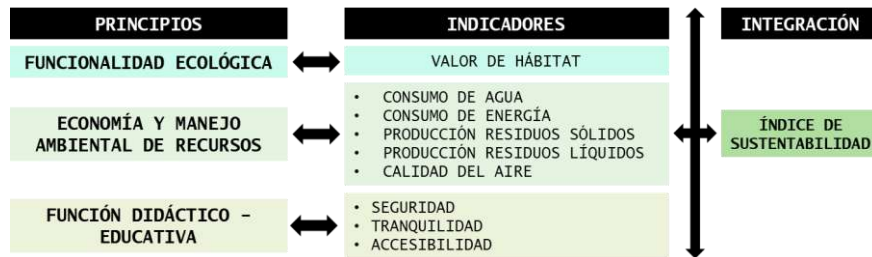 PRINCIPIOS
INDICADORES
INTEGRACIÓN
FUNCIONALIDAD ECOLÓGICA
VALOR DE HÁBITAT
ECONOMÍA Y MANEJO
AMBIENTAL DE RECURSOS
• CONSUMO DE AGUA
• CONSUMO DE ENERGÍA
• PRODUCCIÓN RESIDUOS SÓLIDOS
• PRODUCCIÓN RESIDUOS LÍQUIDOS
• CALIDAD DEL AIRE
ÍNDICE DE
SUSTENTABILIDAD
FUNCIÓN DIDÁCTICO –
EDUCATIVA
• SEGURIDAD
• TRANQUILIDAD
• ACCESIBILIDAD